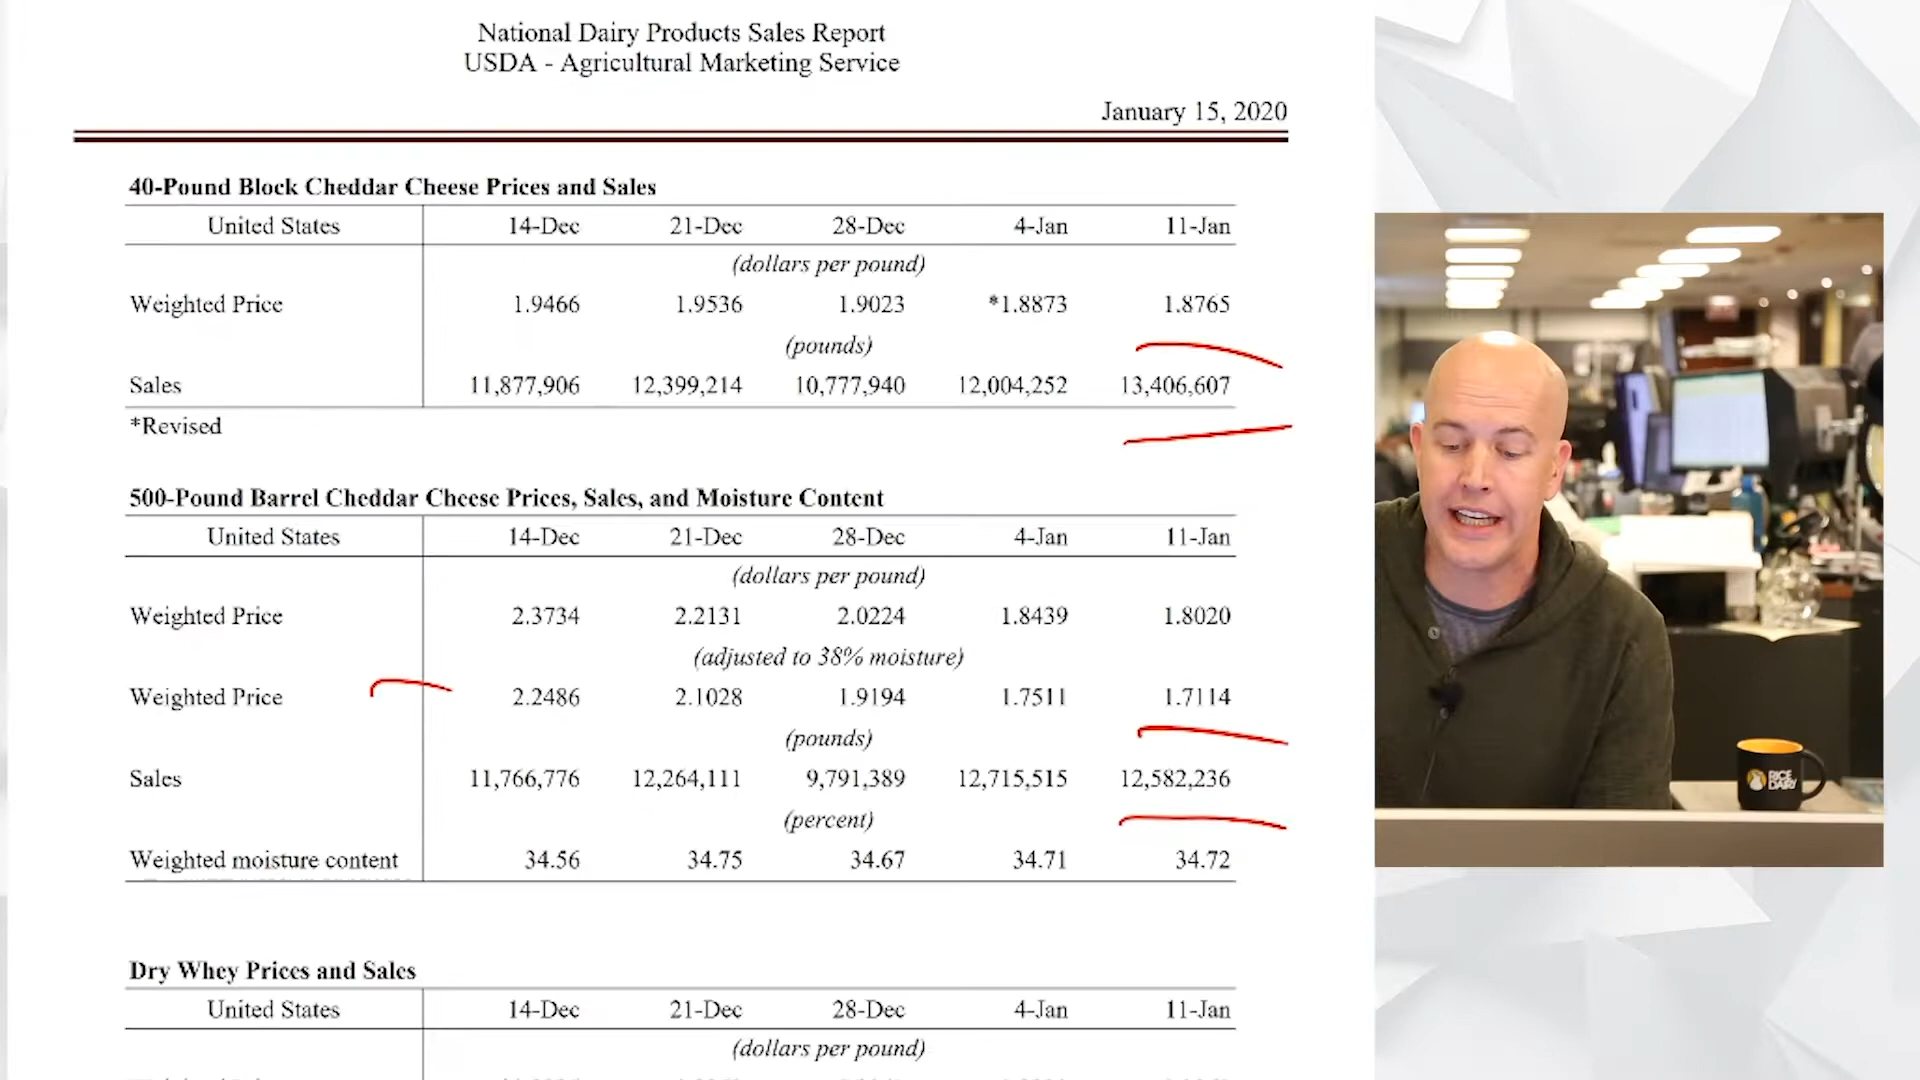 National Dairy Products Sales Report
USDA - Agricultural Marketing Service
January 15, 2020
40-Pound Block Cheddar Cheese Prices and Sales
United States 14-Dec 21-Dec 28-Dec 4-Jan 11-Jan
(dollars per pound)
Weighted Price 1.9466 1.9536 1.9023 *1.8873 1.8765
(pounds)
Sales 11,877,906 12,399,214 10,777,940 12,004,252 13,406,607
*Revised
500-Pound Barrel Cheddar Cheese Prices, Sales, and Moisture Content
United States 14-Dec 21-Dec 28-Dec 4-Jan 11-Jan
(dollars per pound)
Weighted Price 2.3734 2.2131 2.0224 1.8439 1.8020
(adjusted to 38% moisture)
Weighted Price 2.2486 2.1028 1.9194 1.7511 1.7114
(pounds)
Sales 11,766,776 12,264,111 9,791,389 12,715,515 12,582,236
(percent)
Weighted moisture content 34.56 34.75 34.67 34.71 34.72
Dry Whey Prices and Sales
United States 14-Dec 21-Dec 28-Dec 4-Jan 11-Jan
(dollars per pound)
RICE
DAIRY